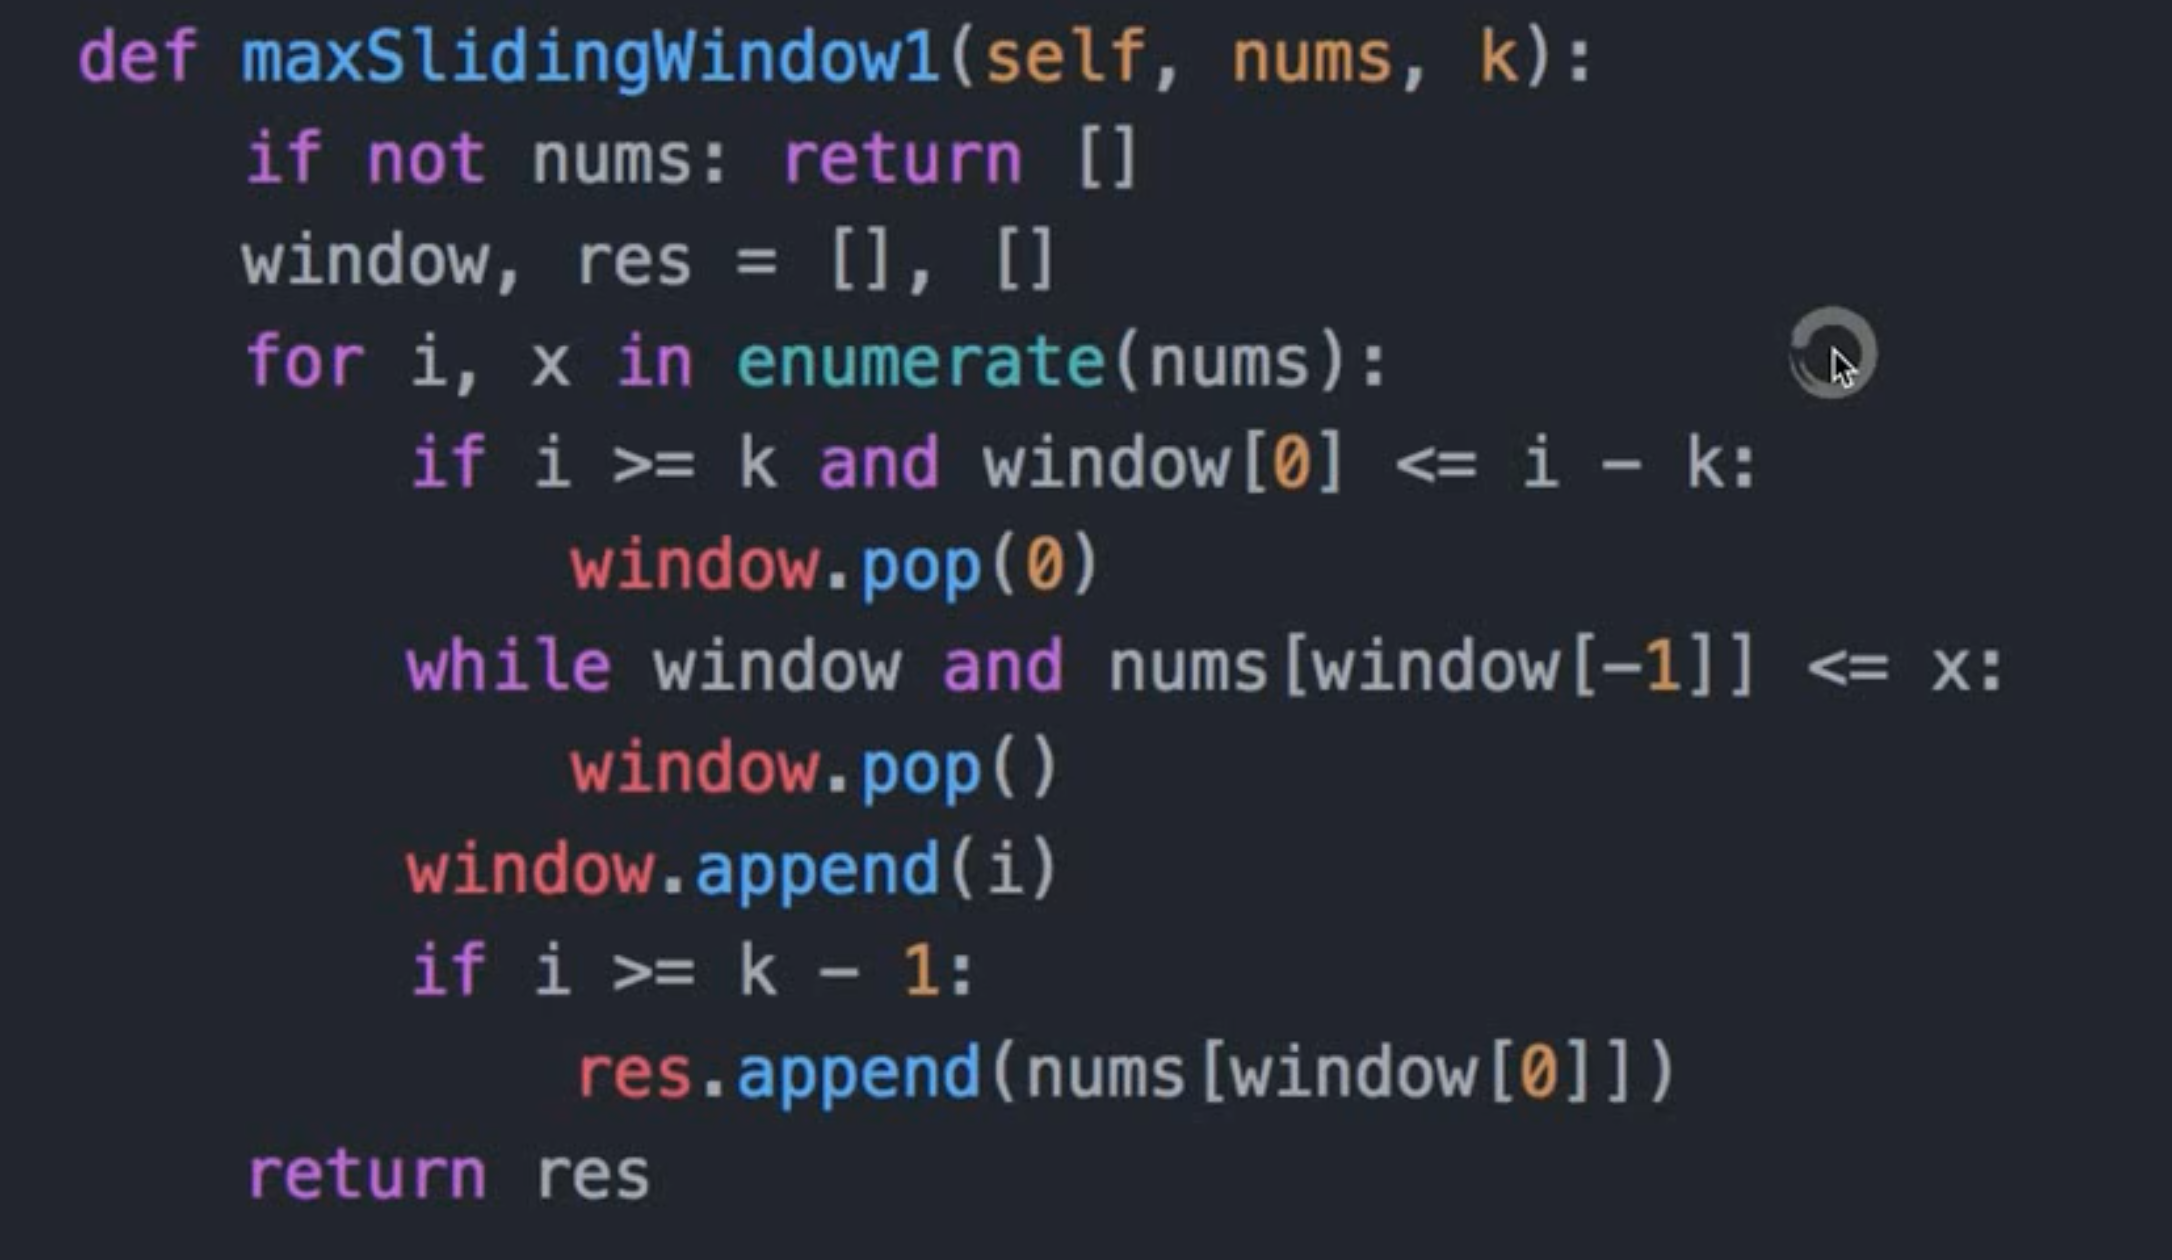 def maxSlidingWindow1(self, nums, k):
    if not nums: return []
    window, res = [], []
    for i, x in enumerate(nums):
        if i >= k and window[0] <= i - k:
            window.pop(0)
        while window and nums[window[-1]] <= x:
            window.pop()
        window.append(i)
        if i >= k - 1:
            res.append(nums[window[0]])
    return res